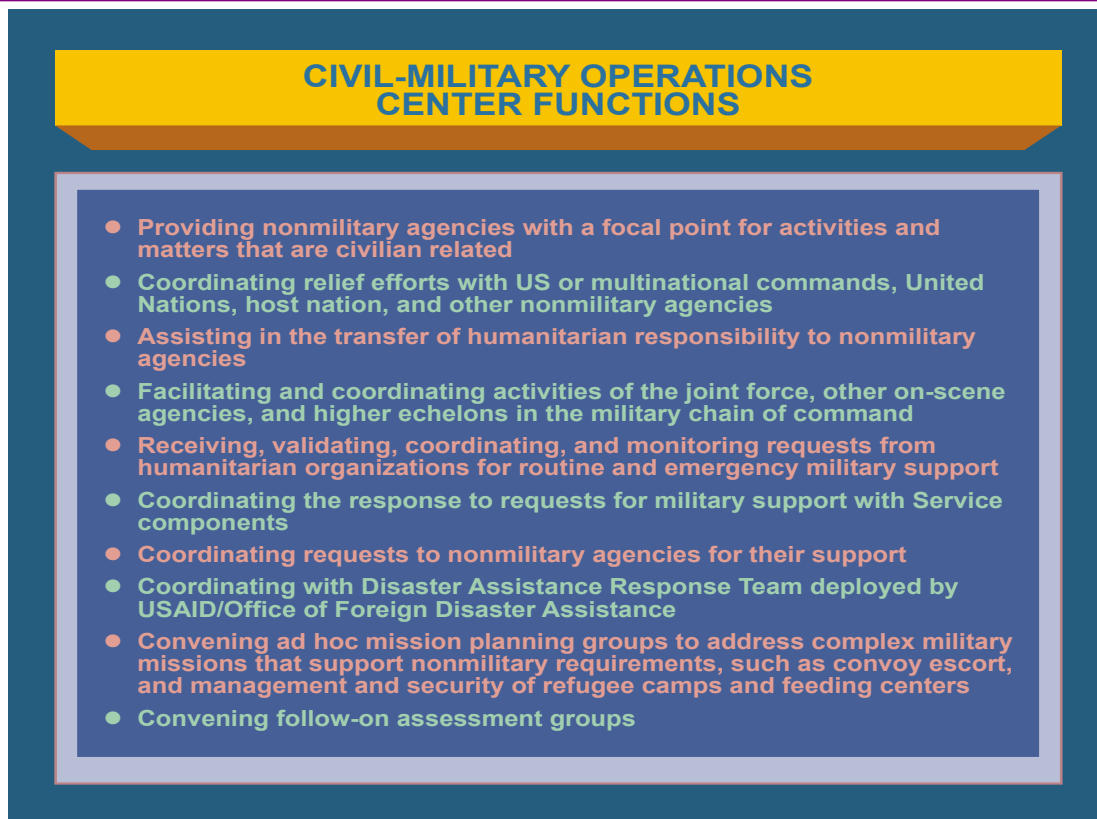 CIVIL-MILITARY OPERATIONS
CENTER FUNCTIONS
● Providing nonmilitary agencies with a focal point for activities and
matters that are civilian related
● Coordinating relief efforts with US or multinational commands, United
Nations, host nation, and other nonmilitary agencies
● Assisting in the transfer of humanitarian responsibility to nonmilitary
agencies
● Facilitating and coordinating activities of the joint force, other on-scene
agencies, and higher echelons in the military chain of command
● Receiving, validating, coordinating, and monitoring requests from
humanitarian organizations for routine and emergency military support
● Coordinating the response to requests for military support with Service
components
● Coordinating requests to nonmilitary agencies for their support
● Coordinating with Disaster Assistance Response Team deployed by
USAID/Office of Foreign Disaster Assistance
● Convening ad hoc mission planning groups to address complex military
missions that support nonmilitary requirements, such as convoy escort,
and management and security of refugee camps and feeding centers
● Convening follow-on assessment groups